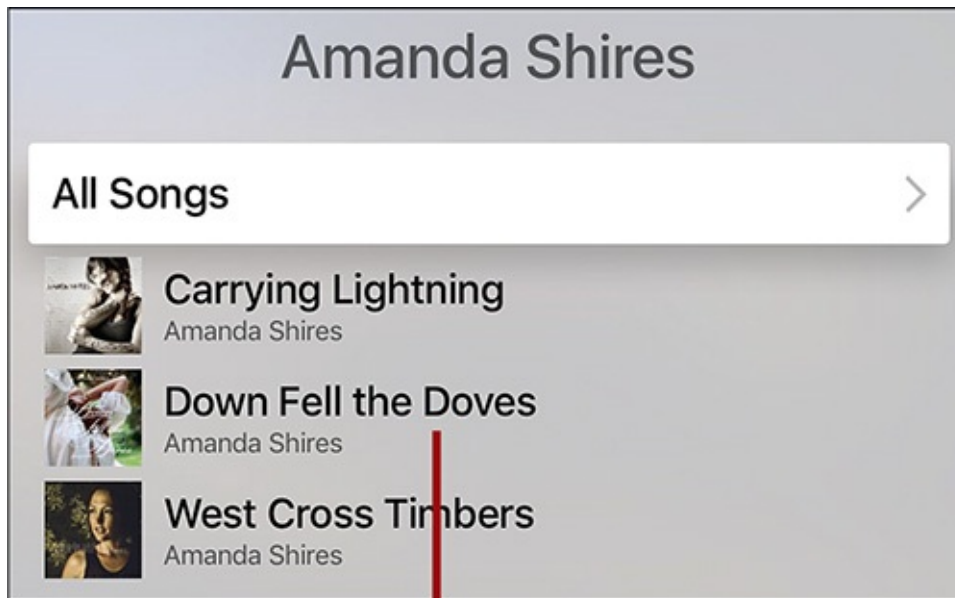 Amanda Shires
All Songs
Carrying Lightning
Amanda Shires
Down Fell the Doves
Amanda Shires
West Cross Timbers
Amanda Shires